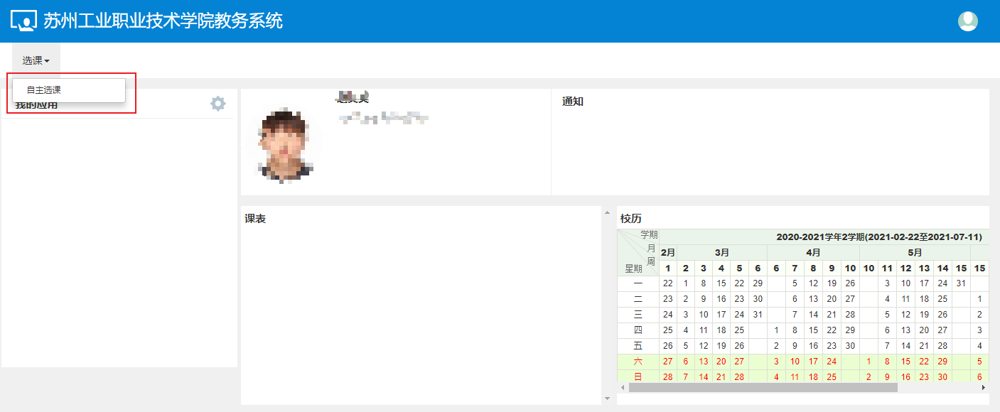 苏州工业职业技术学院教务系统
选课
自主选课
我的应用
通知
课表
校历
学期 2020-2021学年2学期(2021-02-22至2021-07-11)
月 2月 3月 4月 5月
周
星期 1 2 3 4 5 6 6 7 8 9 10 10 11 12 13 14 15 15
一 22 1 8 15 22 29 5 12 19 26 3 10 17 24 31
二 23 2 9 16 23 30 6 13 20 27 4 11 18 25 1
三 24 3 10 17 24 31 7 14 21 28 5 12 19 26 2
四 25 4 11 18 25 1 8 15 22 29 6 13 20 27 3
五 26 5 12 19 26 2 9 16 23 30 7 14 21 28 4
六 27 6 13 20 27 3 10 17 24 1 8 15 22 29 5
日 28 7 14 21 28 4 11 18 25 2 9 16 23 30 6